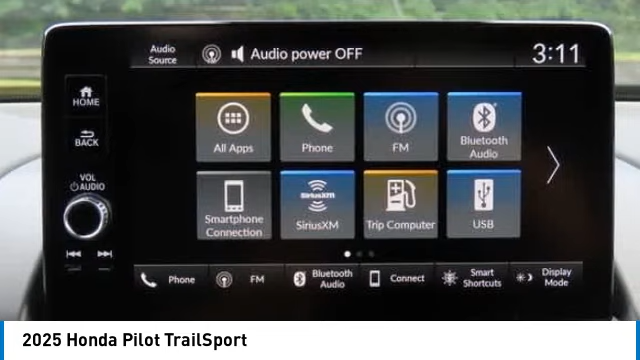 Audio
Source
Audio power OFF
3:11
HOME
BACK
VOL
AUDIO
All Apps
Phone
FM
Bluetooth
Audio
Smartphone
Connection
SiriusXM
SiriusXM
Trip Computer
USB
Phone
FM
Bluetooth
Audio
Connect
Smart
Shortcuts
Display
Mode
2025 Honda Pilot TrailSport